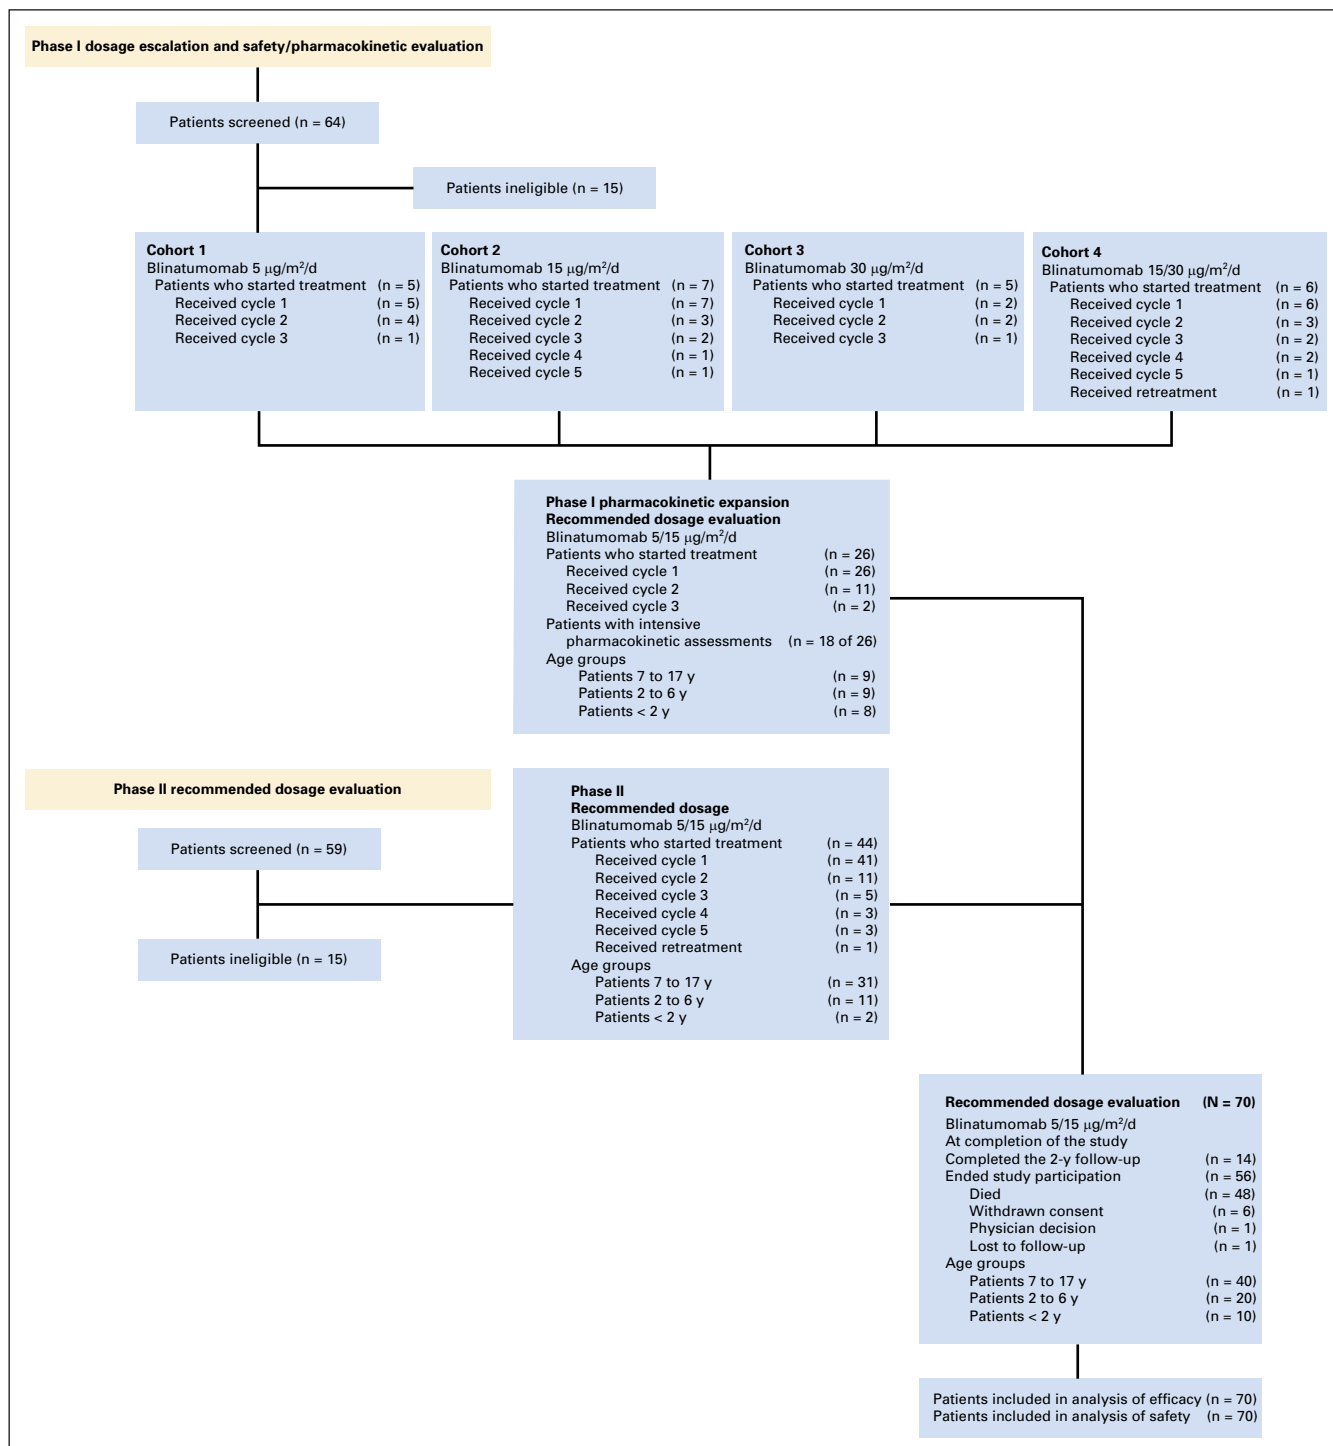 Phase I dosage escalation and safety/pharmacokinetic evaluation
Patients screened (n = 64)
Patients ineligible (n = 15)
Cohort 1
Blinatumomab 5 µg/m²/d
Patients who started treatment (n = 5)
Received cycle 1 (n = 5)
Received cycle 2 (n = 4)
Received cycle 3 (n = 1)
Cohort 2
Blinatumomab 15 µg/m²/d
Patients who started treatment (n = 7)
Received cycle 1 (n = 7)
Received cycle 2 (n = 3)
Received cycle 3 (n = 2)
Received cycle 4 (n = 1)
Received cycle 5 (n = 1)
Cohort 3
Blinatumomab 30 µg/m²/d
Patients who started treatment (n = 5)
Received cycle 1 (n = 2)
Received cycle 2 (n = 2)
Received cycle 3 (n = 1)
Cohort 4
Blinatumomab 15/30 µg/m²/d
Patients who started treatment (n = 6)
Received cycle 1 (n = 6)
Received cycle 2 (n = 3)
Received cycle 3 (n = 2)
Received cycle 4 (n = 2)
Received cycle 5 (n = 1)
Received retreatment (n = 1)
Phase I pharmacokinetic expansion
Recommended dosage evaluation
Blinatumomab 5/15 µg/m²/d
Patients who started treatment (n = 26)
Received cycle 1 (n = 26)
Received cycle 2 (n = 11)
Received cycle 3 (n = 2)
Patients with intensive
pharmacokinetic assessments (n = 18 of 26)
Age groups
Patients 7 to 17 y (n = 9)
Patients 2 to 6 y (n = 9)
Patients < 2 y (n = 8)
Phase II recommended dosage evaluation
Patients screened (n = 59)
Patients ineligible (n = 15)
Phase II
Recommended dosage
Blinatumomab 5/15 µg/m²/d
Patients who started treatment (n = 44)
Received cycle 1 (n = 41)
Received cycle 2 (n = 11)
Received cycle 3 (n = 5)
Received cycle 4 (n = 3)
Received cycle 5 (n = 3)
Received retreatment (n = 1)
Age groups
Patients 7 to 17 y (n = 31)
Patients 2 to 6 y (n = 11)
Patients < 2 y (n = 2)
Recommended dosage evaluation (N = 70)
Blinatumomab 5/15 µg/m²/d
At completion of the study
Completed the 2-y follow-up (n = 14)
Ended study participation (n = 56)
Died (n = 48)
Withdrawn consent (n = 6)
Physician decision (n = 1)
Lost to follow-up (n = 1)
Age groups
Patients 7 to 17 y (n = 40)
Patients 2 to 6 y (n = 20)
Patients < 2 y (n = 10)
Patients included in analysis of efficacy (n = 70)
Patients included in analysis of safety (n = 70)